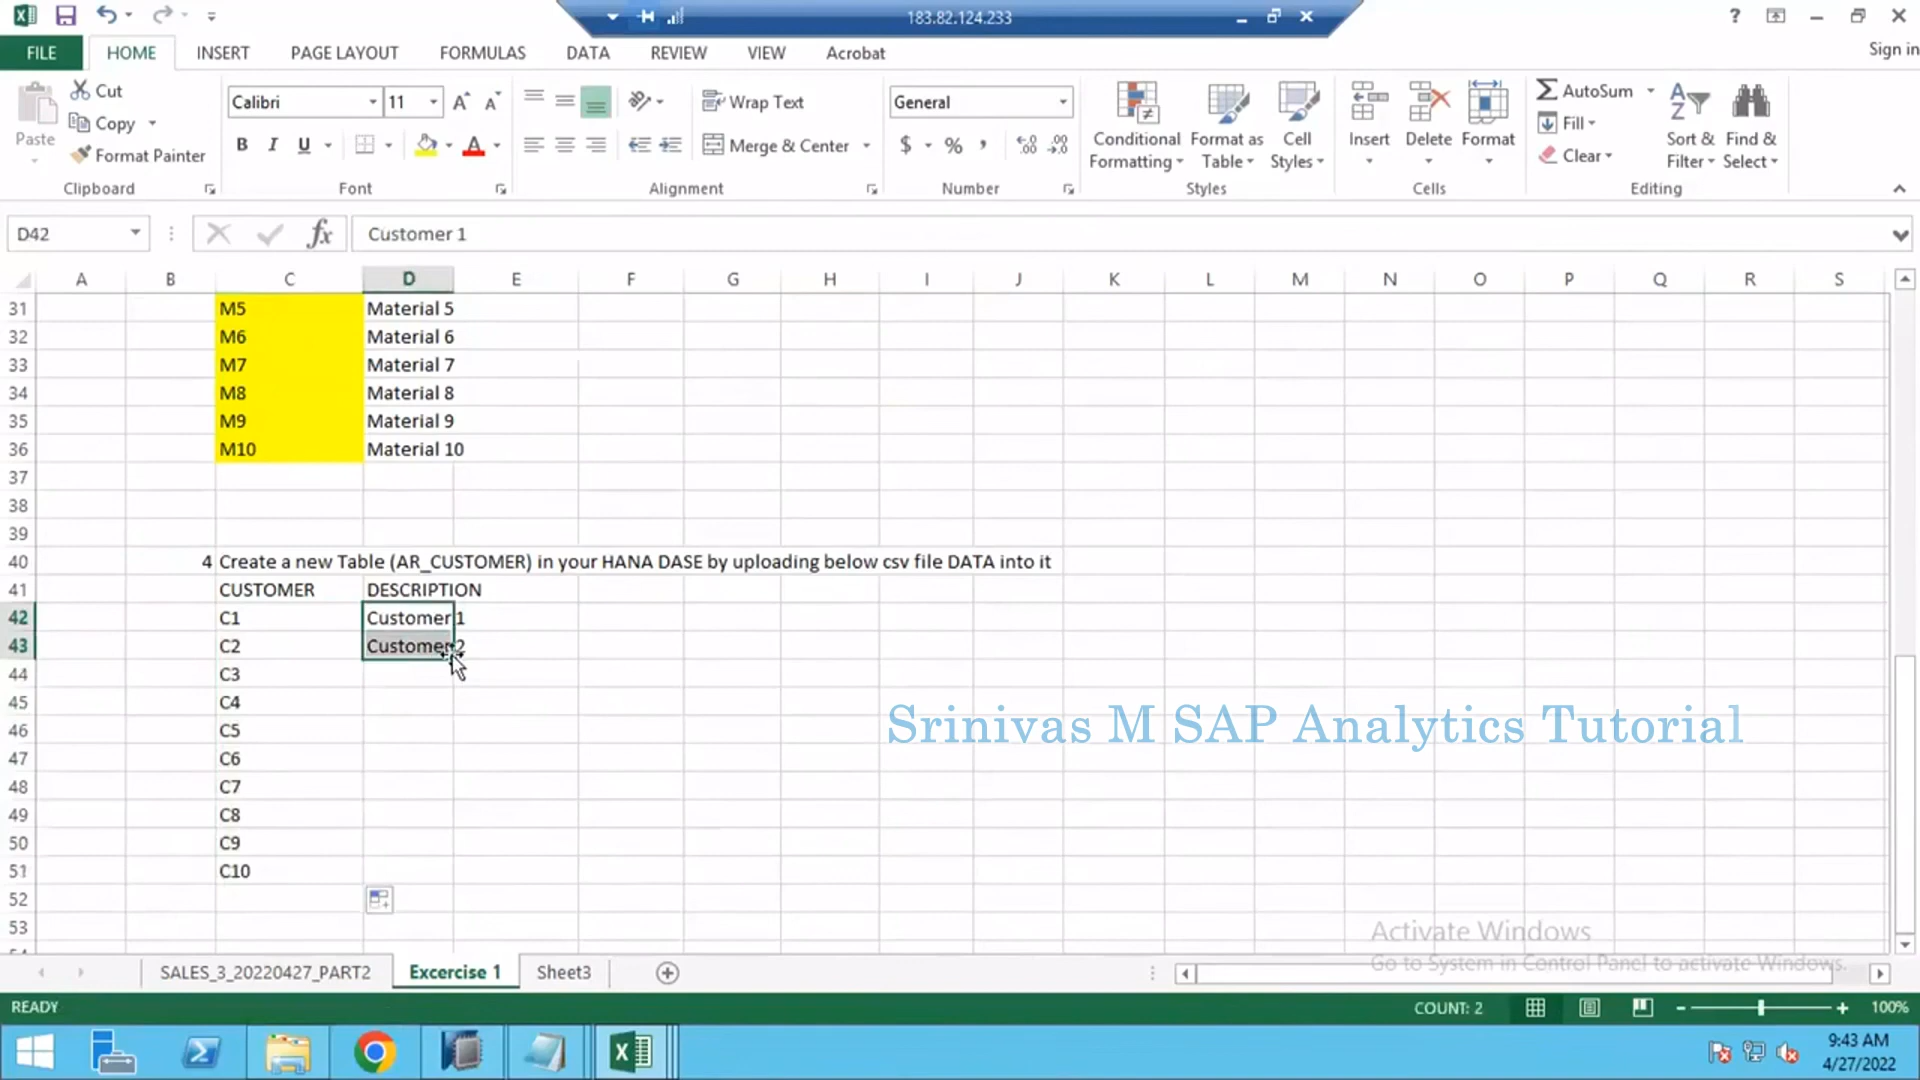 183.82.124.233
?
Sign in
FILE HOME INSERT PAGE LAYOUT FORMULAS DATA REVIEW VIEW Acrobat
Paste
Cut
Copy
Format Painter
Clipboard
Calibri 11
B I U
Font
Wrap Text
Merge & Center
Alignment
General
$ % ,
Number
Conditional Formatting
Format as Table
Cell Styles
Styles
Insert
Delete
Format
Cells
AutoSum
Fill
Clear
Sort & Filter
Find & Select
Editing
D42 fx Customer 1
A B C D E F G H I J K L M N O P Q R S
31 M5 Material 5
32 M6 Material 6
33 M7 Material 7
34 M8 Material 8
35 M9 Material 9
36 M10 Material 10
37
38
39
40 4 Create a new Table (AR_CUSTOMER) in your HANA DASE by uploading below csv file DATA into it
41 CUSTOMER DESCRIPTION
42 C1 Customer 1
43 C2 Customer 2
44 C3
45 C4
46 C5
47 C6
48 C7
49 C8
50 C9
51 C10
52
53
Srinivas M SAP Analytics Tutorial
Activate Windows
Go to System in Control Panel to activate Windows.
SALES_3_20220427_PART2 Excercise 1 Sheet3
READY COUNT: 2 100%
9:43 AM
4/27/2022